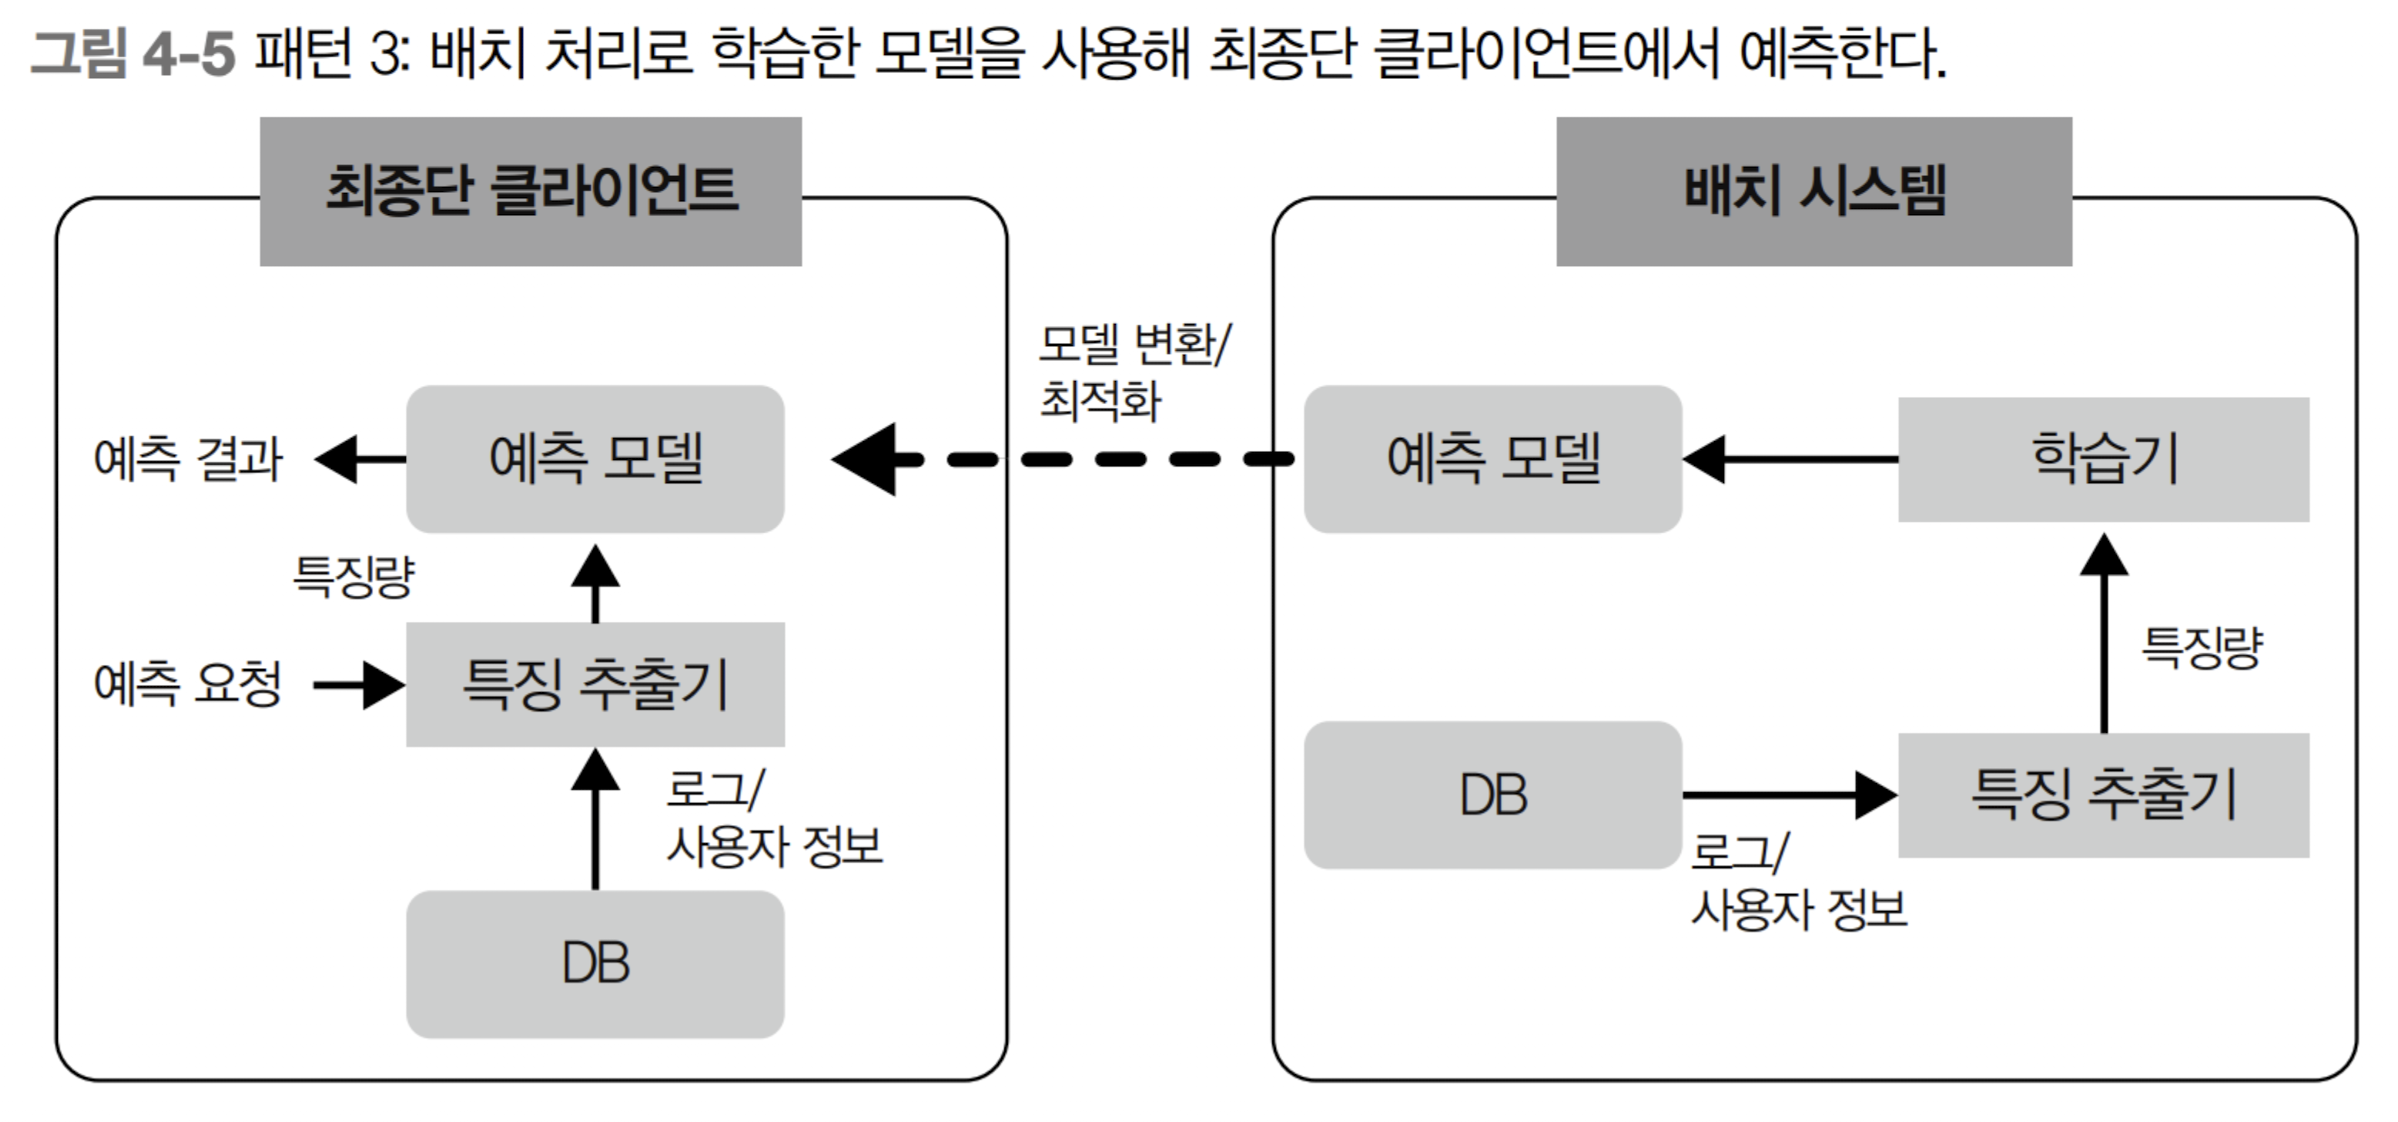 그림 4-5 패턴 3: 배치 처리로 학습한 모델을 사용해 최종단 클라이언트에서 예측한다.
최종단 클라이언트
예측 결과
예측 모델
특징량
예측 요청
특징 추출기
로그/
사용자 정보
DB
모델 변환/
최적화
배치 시스템
예측 모델
학습기
특징량
DB
특징 추출기
로그/
사용자 정보